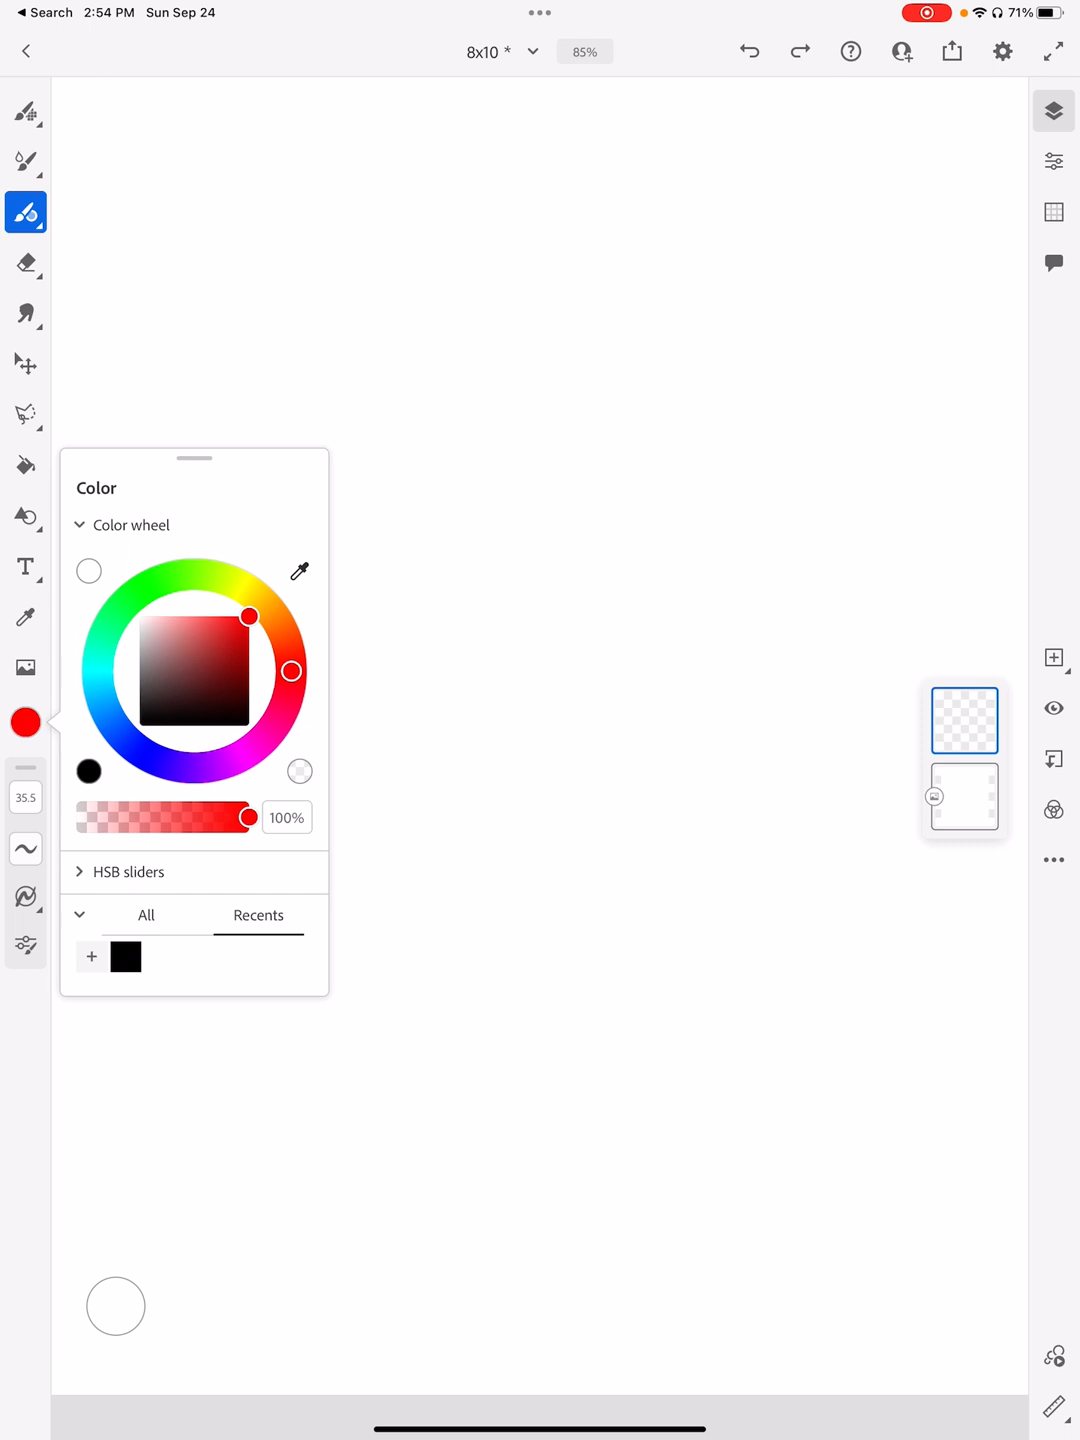 Search 2:54 PM Sun Sep 24
71%
8x10 *
85%
Color
Color wheel
T
35.5
100%
HSB sliders
All Recents